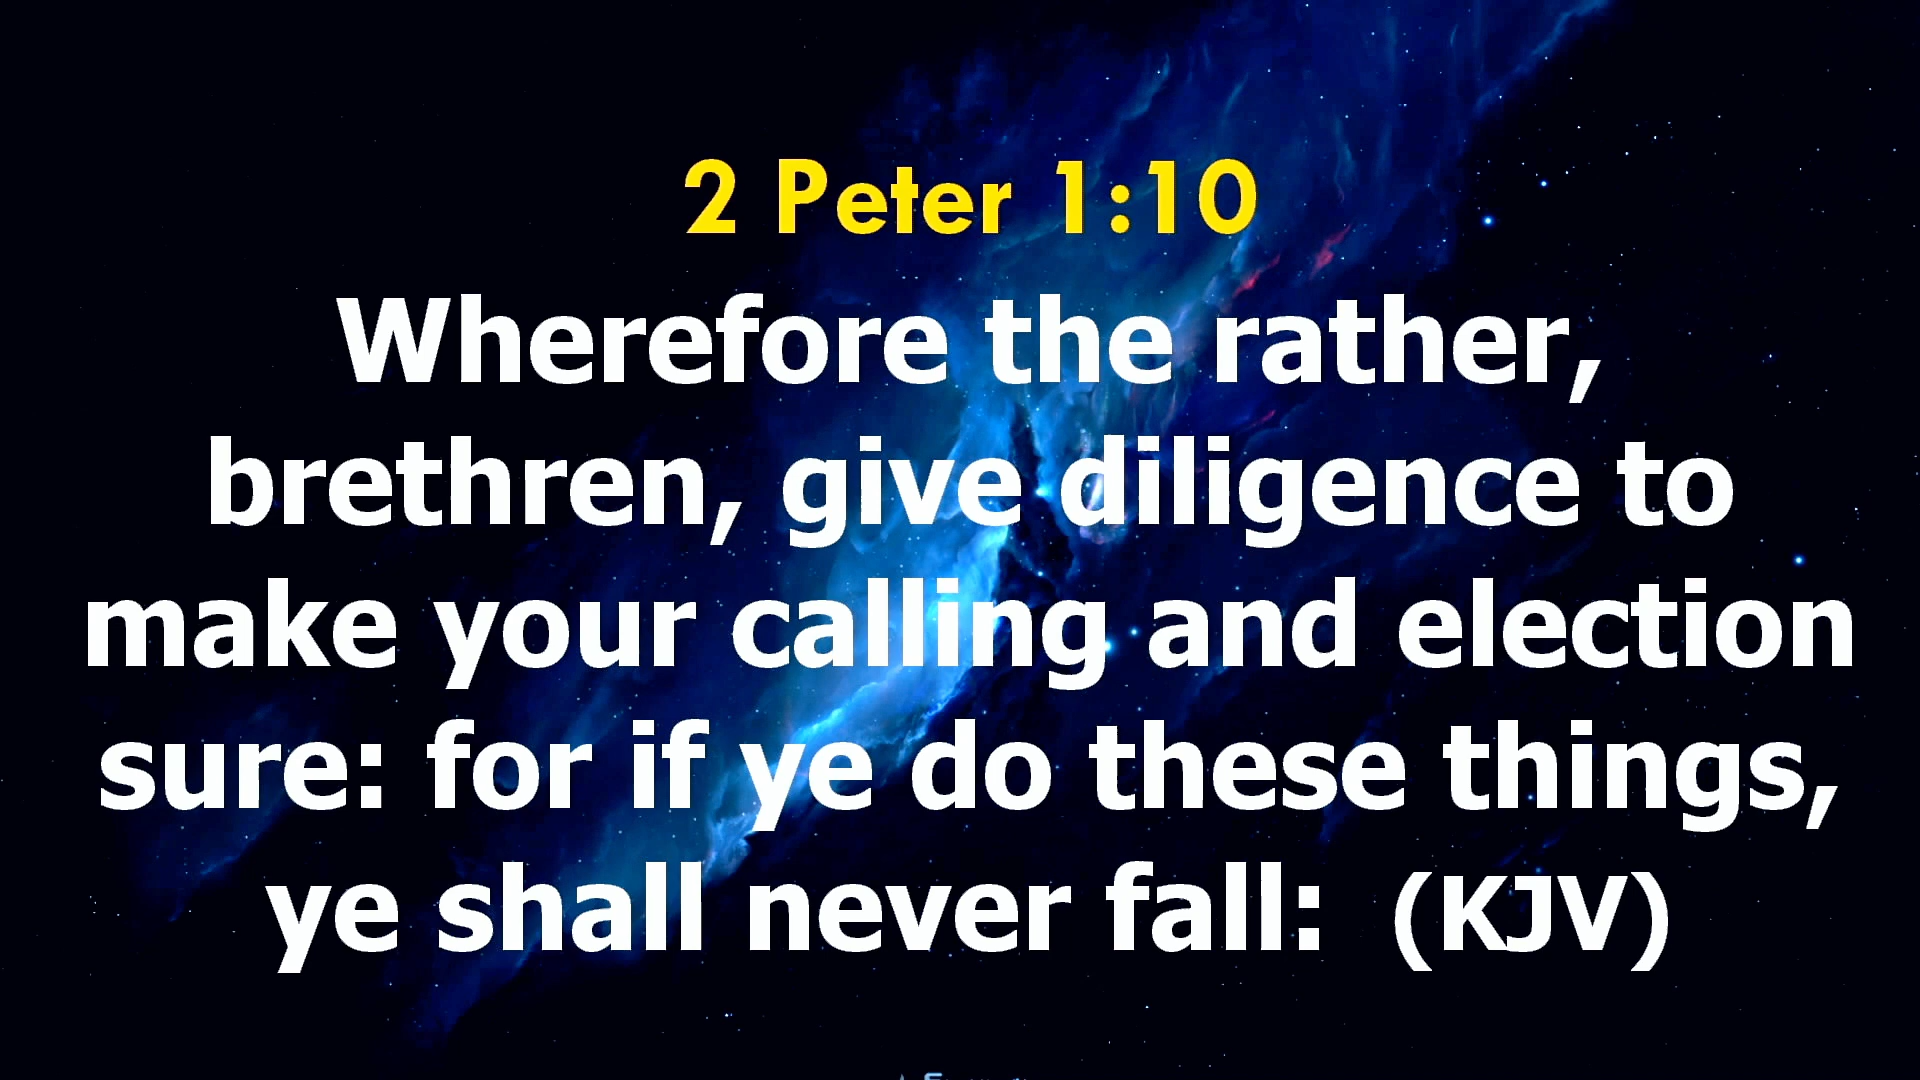 2 Peter 1:10
Wherefore the rather,
brethren, give diligence to
make your calling and election
sure: for if ye do these things,
ye shall never fall:  (KJV)